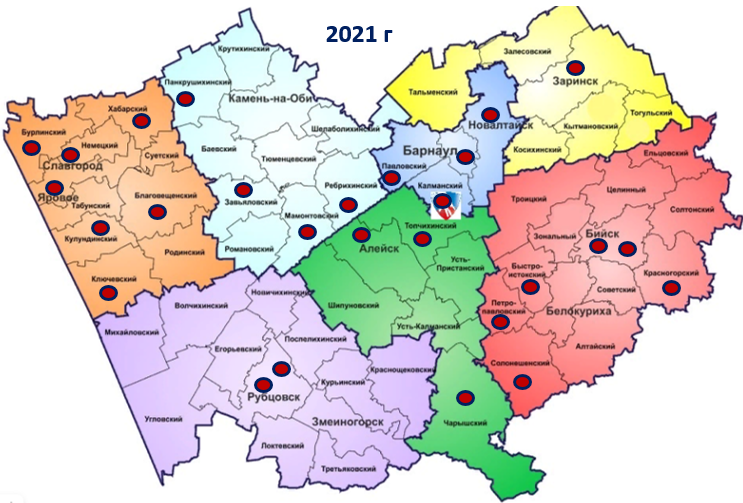 2021 г
Крутихинский
Панкрушихинский
Камень-на-Оби
Хабарский
Бурлинский
Немецкий
Славгород
Суетский
Баевский
Шелаболихинский
Тюменцевский
Яровое
Табунский
Благовещенский
Завьяловский
Ребрихинский
Мамонтовский
Кулундинский
Родинский
Романовский
Ключевский
Залесовский
Заринск
Тальменский
Тогульский
Кытмановский
Косихинский
Новалтайск
Барнаул
Павловский
Калманский
Ельцовский
Целинный
Троицкий
Солтонский
Зональный
Бийск
Красногорский
Быстро-
истокский
Советский
Петро-
павловский
Белокуриха
Алтайский
Солонешенский
Топчихинский
Алейск
Усть-
Пристанский
Шипуновский
Усть-Калманский
Чарышский
Новичихинский
Волчихинский
Михайловский
Поспелихинский
Егорьевский
Краснощековский
Курьинский
Рубцовск
Угловский
Змеиногорск
Локтевский
Третьяковский